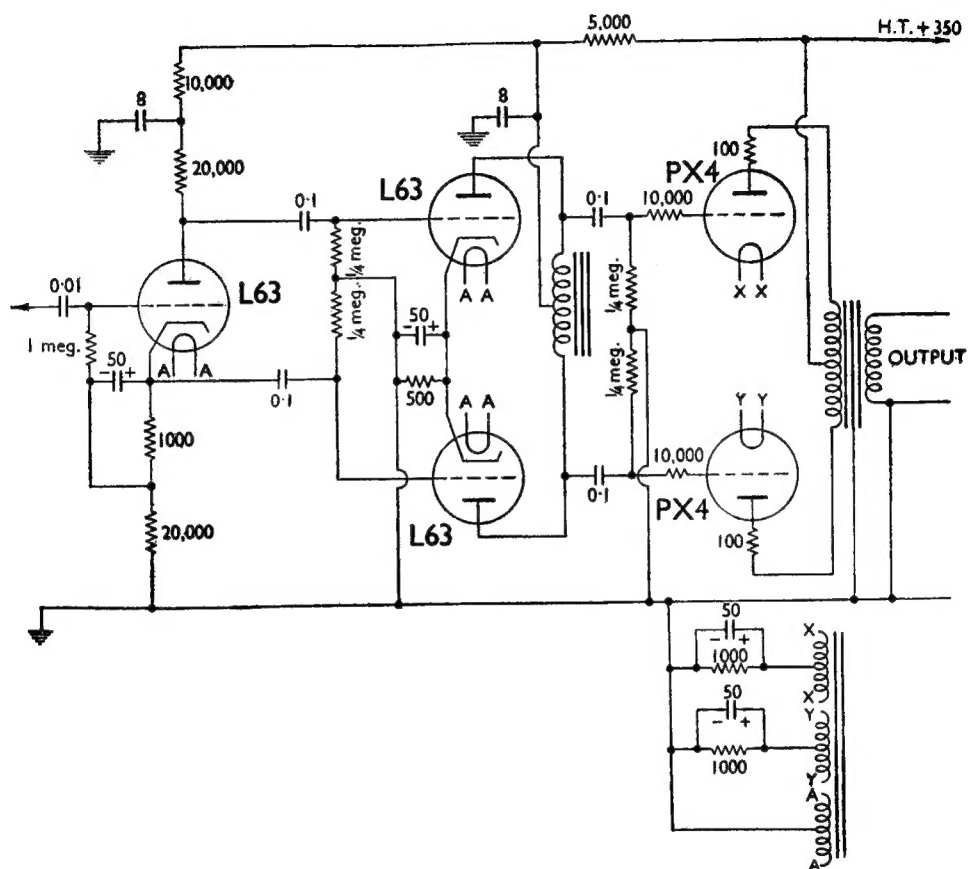 5,000
H.T. + 350
10,000
8
8
100
20,000
L63
PX4
0·1
0·1
10,000
0·01
L63
¼ meg.
¼ meg.
X X
¼ meg.
¼ meg.
1 meg.
A A
- 50 +
- 50 +
A A
OUTPUT
0·1
500
A A
Y Y
1000
10,000
0·1
PX4
20,000
L63
100
50
- +
1000
X
X
50
- +
1000
Y
Y
A
A